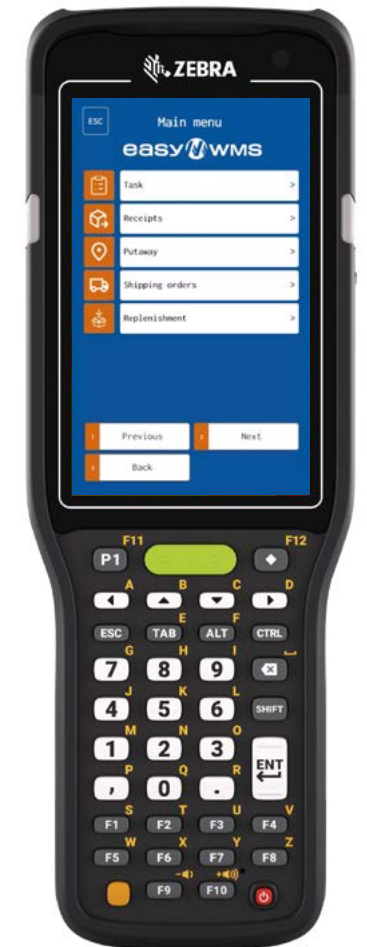 ZEBRA
ESC Main menu
easy WMS
Task >
Receipts >
Putaway >
Shipping orders >
Replenishment >
› Previous › Next
› Back
F11 F12
P1
A B C D
E F
ESC TAB ALT CTRL
G H I
7 8 9
J K L
4 5 6 SHIFT
M N O
1 2 3
ENT
P Q R
, 0 .
S T U V
F1 F2 F3 F4
W X Y Z
F5 F6 F7 F8
F9 F10